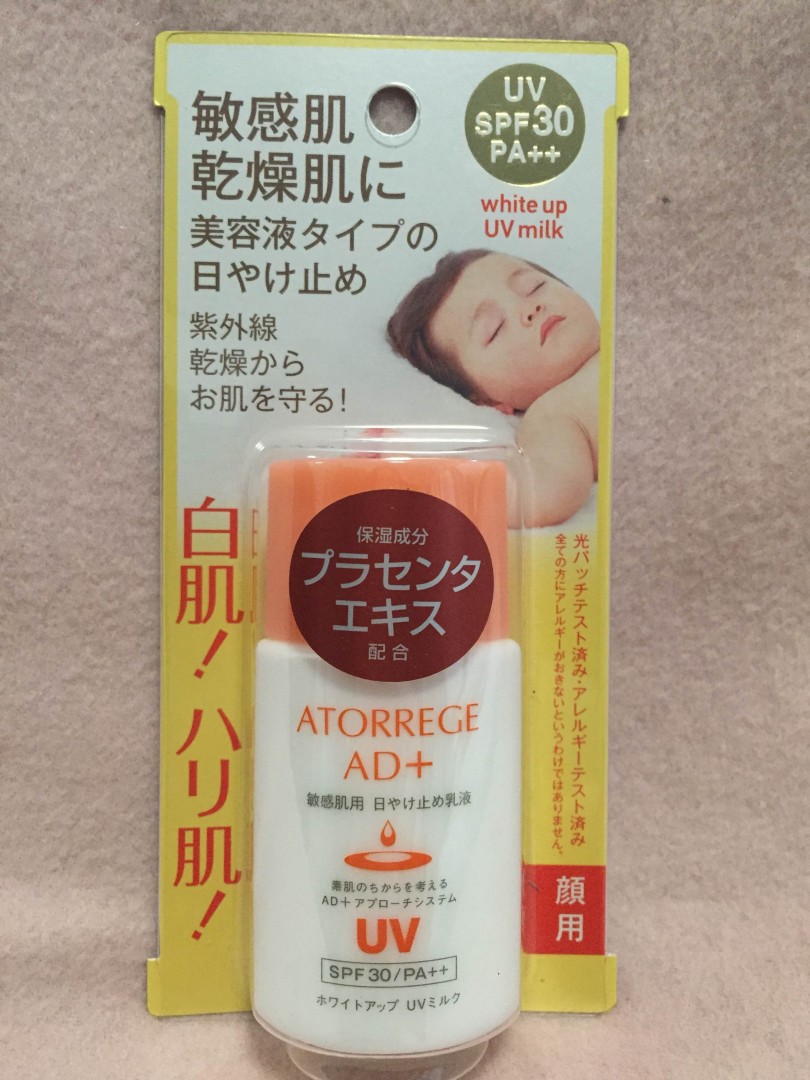 敏感肌
乾燥肌に
美容液タイプの
日やけ止め
紫外線
乾燥から
お肌を守る!
UV
SPF30
PA++
white up
UV milk
白肌! ハリ肌!
保湿成分
プラセンタ
エキス
配合
ATORREGE
AD+
敏感肌用 日やけ止め乳液
素肌のちからを考える
AD+アプローチシステム
UV
SPF30/PA++
ホワイトアップ UVミルク
光パッチテスト済み・アレルギーテスト済み
全ての方にアレルギーがおきないというわけではありません。
顔用